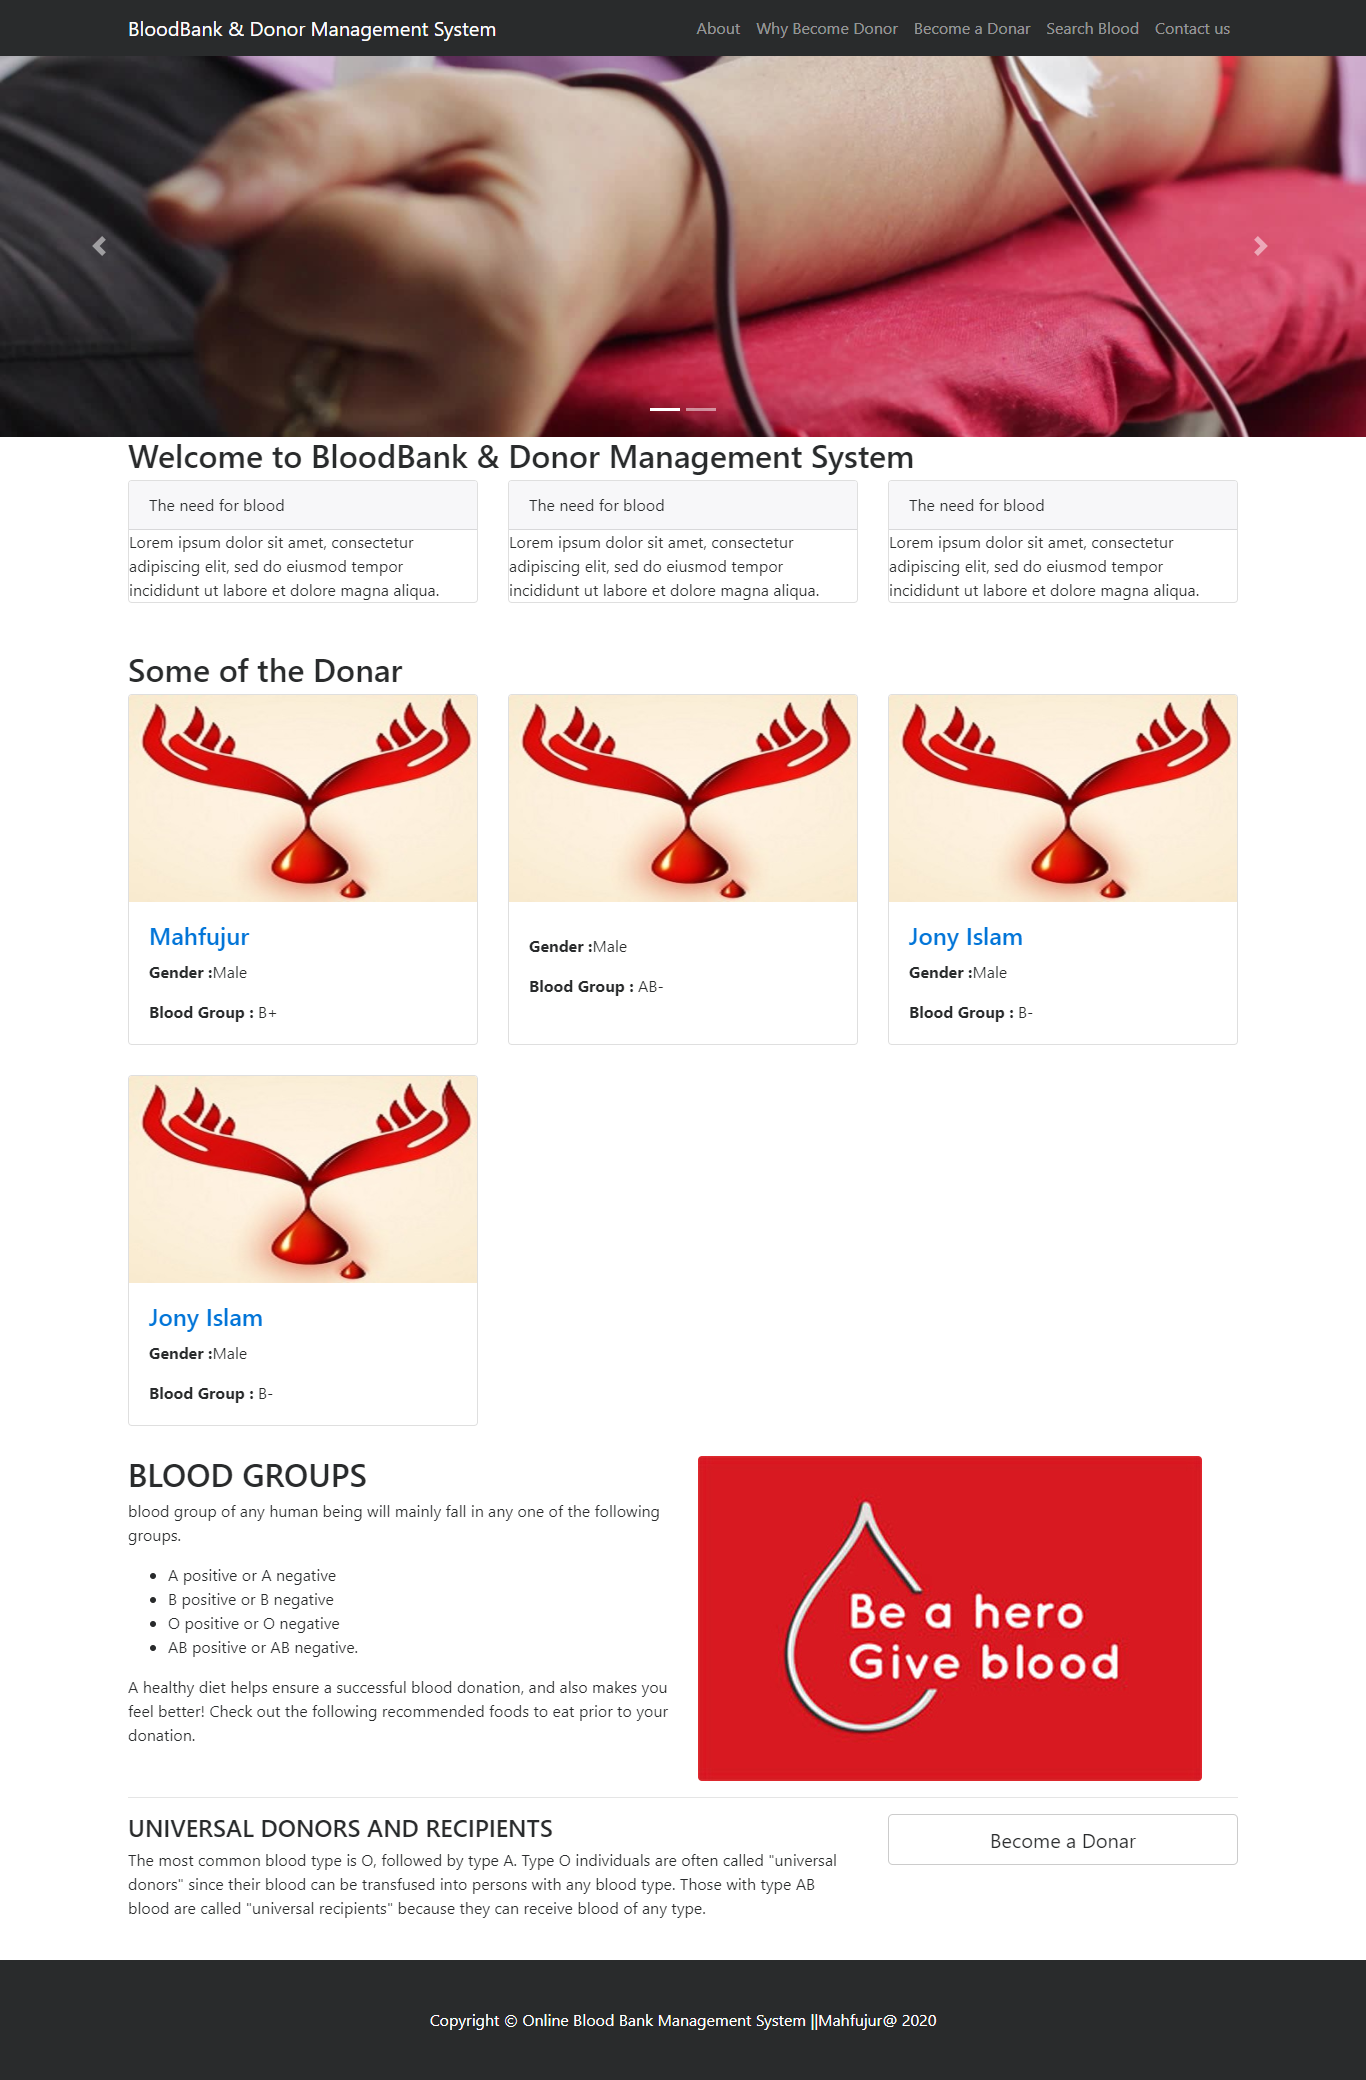 BloodBank & Donor Management System
About Why Become Donor Become a Donar Search Blood Contact us
Welcome to BloodBank & Donor Management System
The need for blood
Lorem ipsum dolor sit amet, consectetur
adipiscing elit, sed do eiusmod tempor
incididunt ut labore et dolore magna aliqua.
The need for blood
Lorem ipsum dolor sit amet, consectetur
adipiscing elit, sed do eiusmod tempor
incididunt ut labore et dolore magna aliqua.
The need for blood
Lorem ipsum dolor sit amet, consectetur
adipiscing elit, sed do eiusmod tempor
incididunt ut labore et dolore magna aliqua.
Some of the Donar
Mahfujur
Gender :Male
Blood Group : B+
Gender :Male
Blood Group : AB-
Jony Islam
Gender :Male
Blood Group : B-
Jony Islam
Gender :Male
Blood Group : B-
BLOOD GROUPS
blood group of any human being will mainly fall in any one of the following
groups.
• A positive or A negative
• B positive or B negative
• O positive or O negative
• AB positive or AB negative.
A healthy diet helps ensure a successful blood donation, and also makes you
feel better! Check out the following recommended foods to eat prior to your
donation.
Be a hero
Give blood
UNIVERSAL DONORS AND RECIPIENTS
The most common blood type is O, followed by type A. Type O individuals are often called "universal
donors" since their blood can be transfused into persons with any blood type. Those with type AB
blood are called "universal recipients" because they can receive blood of any type.
Become a Donar
Copyright © Online Blood Bank Management System ||Mahfujur@ 2020